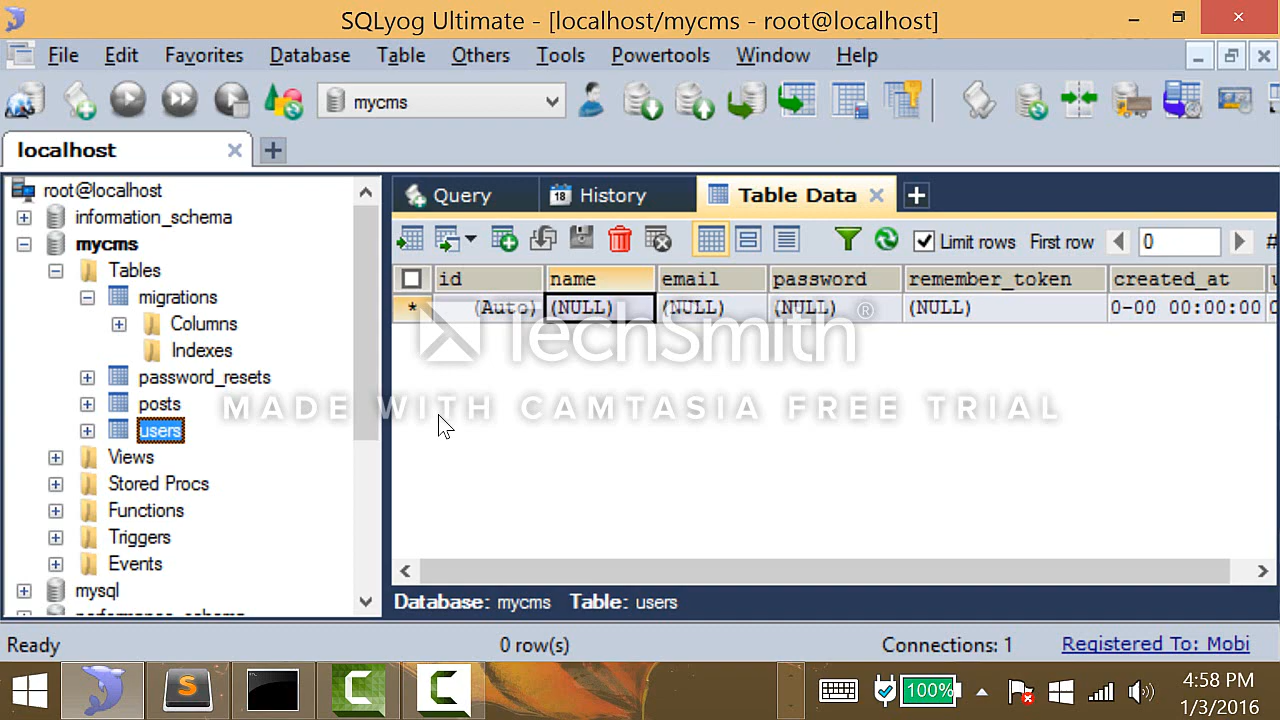 SQLyog Ultimate - [localhost/mycms - root@localhost]
File Edit Favorites Database Table Others Tools Powertools Window Help
mycms
localhost
root@localhost
information_schema
mycms
Tables
migrations
Columns
Indexes
password_resets
posts
users
Views
Stored Procs
Functions
Triggers
Events
mysql
performance_schema
Query 18 History Table Data
Limit rows First row 0 #
id name email password remember_token created_at
* (Auto) (NULL) (NULL) (NULL) (NULL) 0-00 00:00:00
TechSmith®
MADE WITH CAMTASIA FREE TRIAL
Database: mycms Table: users
Ready 0 row(s) Connections: 1 Registered To: Mobi
S C C 100% 4:58 PM
1/3/2016